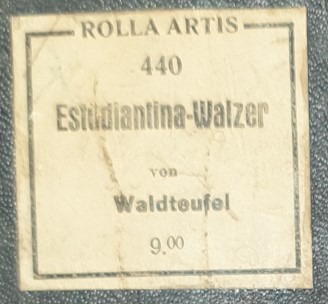 ROLLA ARTIS
440
Estudiantina-Walzer
von
Waldteufel
9.00